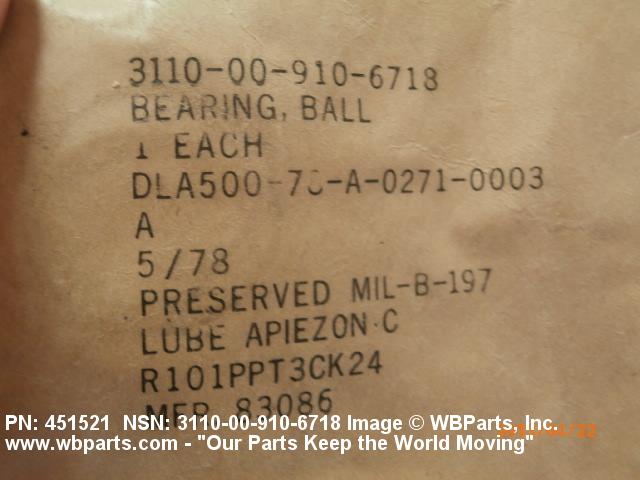 3110-00-910-6718
BEARING, BALL
1 EACH
DLA500-7 -A-0271-0003
A
5/78
PRESERVED MIL-B-197
LUBE APIEZON C
R101PPT3CK24
MFR 83086
PN: 451521 NSN: 3110-00-910-6718 Image © WBParts, Inc.
www.wbparts.com - "Our Parts Keep the World Moving"